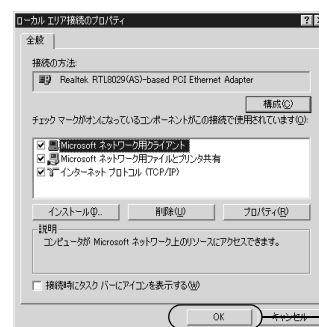 ローカル エリア接続のプロパティ
全般
接続の方法:
Realtek RTL8029(AS)-based PCI Ethernet Adapter
構成(C)
チェック マークがオンになっているコンポーネントがこの接続で使用されています(O):
Microsoft ネットワーク用クライアント
Microsoft ネットワーク用ファイルとプリンタ共有
インターネット プロトコル (TCP/IP)
インストール(I)... 削除(U) プロパティ(R)
説明
コンピュータが Microsoft ネットワーク上のリソースにアクセスできます。
接続時にタスク バーにアイコンを表示する(W)
OK キャンセル